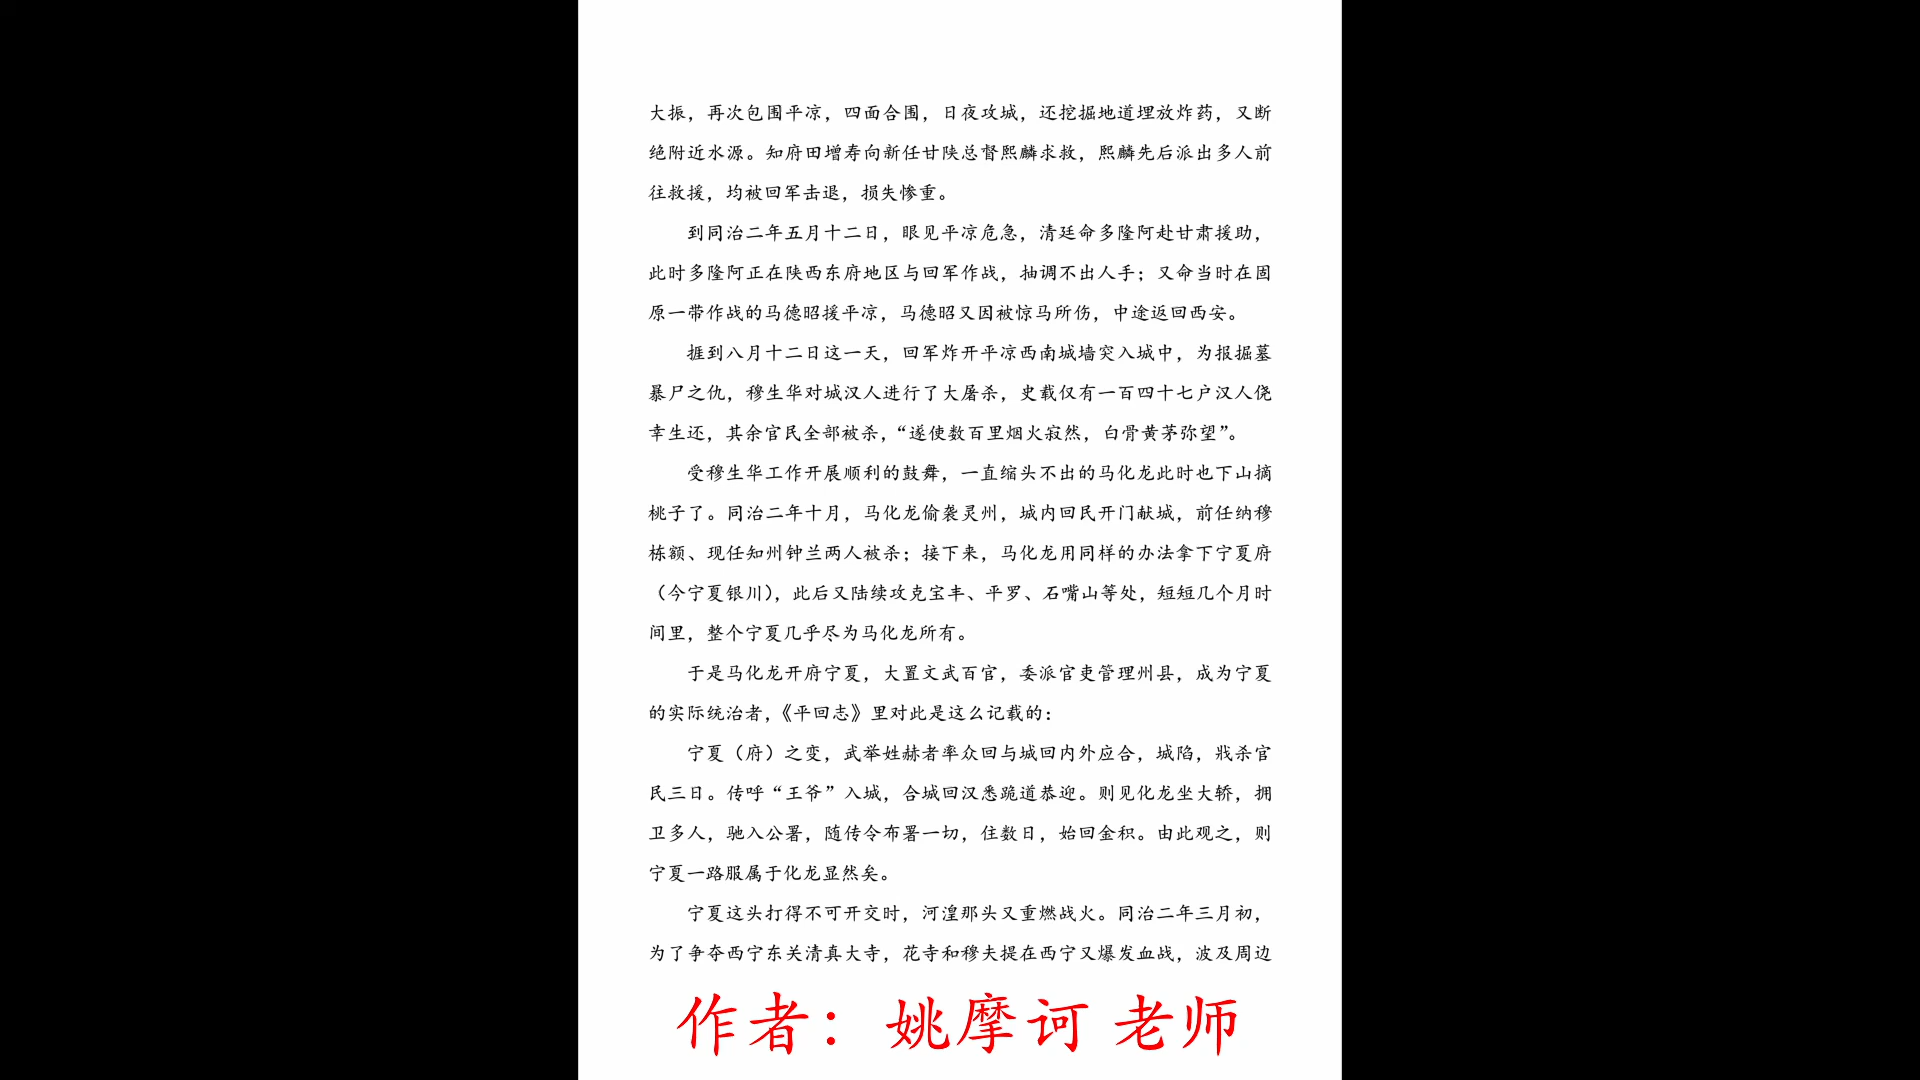 大振，再次包围平凉，四面合围，日夜攻城，还挖掘地道埋放炸药，又断
绝附近水源。知府田增寿向新任甘陕总督熙麟求救，熙麟先后派出多人前
往救援，均被回军击退，损失惨重。
到同治二年五月十二日，眼见平凉危急，清廷命多隆阿赴甘肃援助，
此时多隆阿正在陕西东府地区与回军作战，抽调不出人手；又命当时在固
原一带作战的马德昭援平凉，马德昭又因被惊马所伤，中途返回西安。
捱到八月十二日这一天，回军炸开平凉西南城墙突入城中，为报掘墓
暴尸之仇，穆生华对城汉人进行了大屠杀，史载仅有一百四十七户汉人侥
幸生还，其余官民全部被杀，“遂使数百里烟火寂然，白骨黄茅弥望”。
受穆生华工作开展顺利的鼓舞，一直缩头不出的马化龙此时也下山摘
桃子了。同治二年十月，马化龙偷袭灵州，城内回民开门献城，前任纳穆
栋额、现任知州钟兰两人被杀；接下来，马化龙用同样的办法拿下宁夏府
（今宁夏银川），此后又陆续攻克宝丰、平罗、石嘴山等处，短短几个月时
间里，整个宁夏几乎尽为马化龙所有。
于是马化龙开府宁夏，大置文武百官，委派官吏管理州县，成为宁夏
的实际统治者，《平回志》里对此是这么记载的：
宁夏（府）之变，武举姓赫者率众回与城回内外应合，城陷，戕杀官
民三日。传呼“王爷”入城，合城回汉悉跪道恭迎。则见化龙坐大轿，拥
卫多人，驰入公署，随传令布署一切，住数日，始回金积。由此观之，则
宁夏一路服属于化龙显然矣。
宁夏这头打得不可开交时，河湟那头又重燃战火。同治二年三月初，
为了争夺西宁东关清真大寺，花寺和穆夫提在西宁又爆发血战，波及周边
作者：姚摩诃 老师